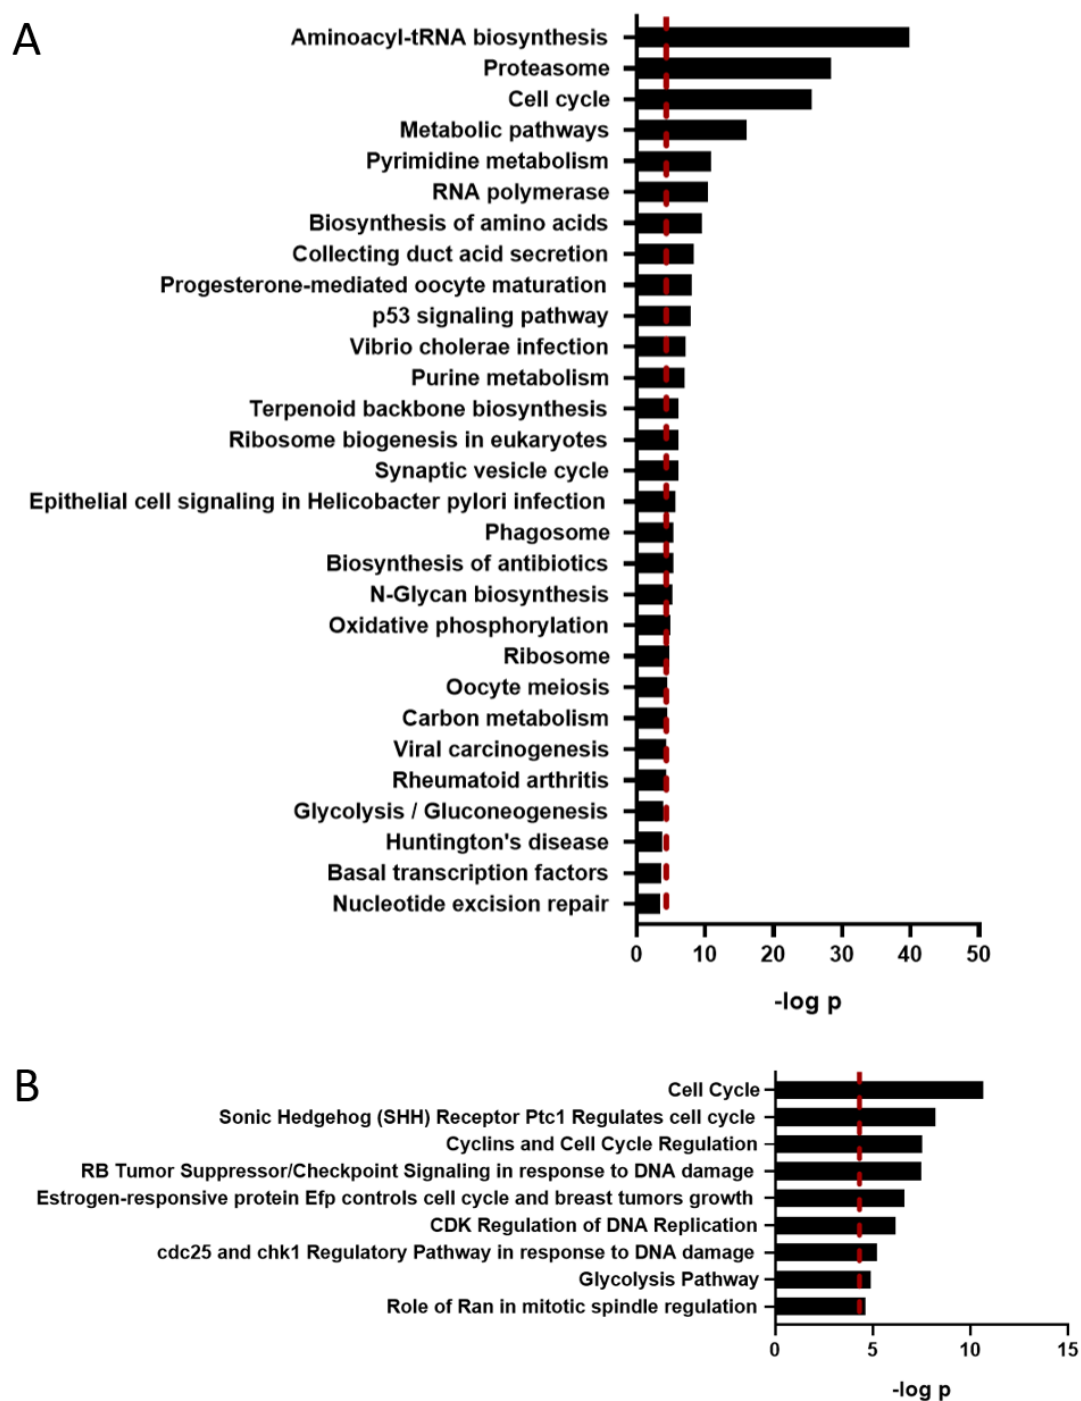 A
Aminoacyl-tRNA biosynthesis
Proteasome
Cell cycle
Metabolic pathways
Pyrimidine metabolism
RNA polymerase
Biosynthesis of amino acids
Collecting duct acid secretion
Progesterone-mediated oocyte maturation
p53 signaling pathway
Vibrio cholerae infection
Purine metabolism
Terpenoid backbone biosynthesis
Ribosome biogenesis in eukaryotes
Synaptic vesicle cycle
Epithelial cell signaling in Helicobacter pylori infection
Phagosome
Biosynthesis of antibiotics
N-Glycan biosynthesis
Oxidative phosphorylation
Ribosome
Oocyte meiosis
Carbon metabolism
Viral carcinogenesis
Rheumatoid arthritis
Glycolysis / Gluconeogenesis
Huntington's disease
Basal transcription factors
Nucleotide excision repair
0 10 20 30 40 50
-log p
B
Cell Cycle
Sonic Hedgehog (SHH) Receptor Ptc1 Regulates cell cycle
Cyclins and Cell Cycle Regulation
RB Tumor Suppressor/Checkpoint Signaling in response to DNA damage
Estrogen-responsive protein Efp controls cell cycle and breast tumors growth
CDK Regulation of DNA Replication
cdc25 and chk1 Regulatory Pathway in response to DNA damage
Glycolysis Pathway
Role of Ran in mitotic spindle regulation
0 5 10 15
-log p